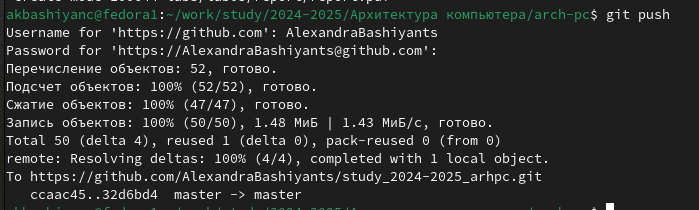 akbashiyanc@fedora1:~/work/study/2024-2025/Архитектура компьютера/arch-pc$ git push
Username for 'https://github.com': AlexandraBashiyants
Password for 'https://AlexandraBashiyants@github.com':
Перечисление объектов: 52, готово.
Подсчет объектов: 100% (52/52), готово.
Сжатие объектов: 100% (47/47), готово.
Запись объектов: 100% (50/50), 1.48 МиБ | 1.43 МиБ/с, готово.
Total 50 (delta 4), reused 1 (delta 0), pack-reused 0 (from 0)
remote: Resolving deltas: 100% (4/4), completed with 1 local object.
To https://github.com/AlexandraBashiyants/study_2024-2025_arhpc.git
ccaac45..32d6bd4  master -> master